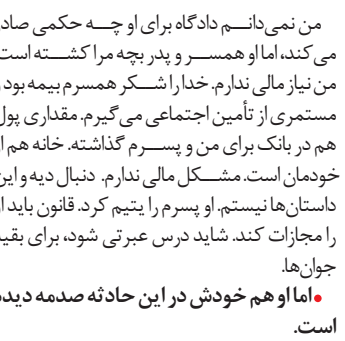 من نمی‌دانم دادگاه برای او چه حکمی صادر
می‌کند، اما او همسر و پدر بچه مرا کشته است.
من نیاز مالی ندارم. خدا را شکر همسرم بیمه بود و
مستمری از تأمین اجتماعی می‌گیرم. مقداری پول
هم در بانک برای من و پسرم گذاشته. خانه هم از
خودمان است. مشکل مالی ندارم. دنبال دیه و این
داستان‌ها نیستم. او پسرم را یتیم کرد. قانون باید او
را مجازات کند. شاید درس عبرتی شود، برای بقیه
جوان‌ها.
•اما او هم خودش در این حادثه صدمه دیده
است.